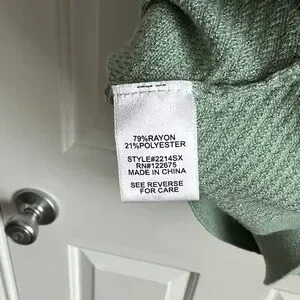 79%RAYON
21%POLYESTER
STYLE#2214SX
RN#122675
MADE IN CHINA
SEE REVERSE
FOR CARE